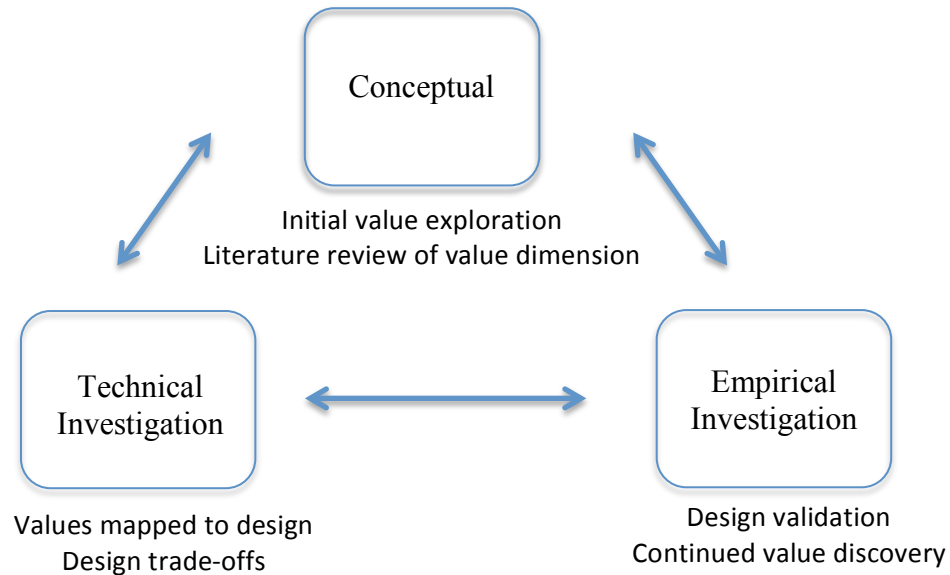 Conceptual
Initial value exploration
Literature review of value dimension
Technical
Investigation
Values mapped to design
Design trade-offs
Empirical
Investigation
Design validation
Continued value discovery